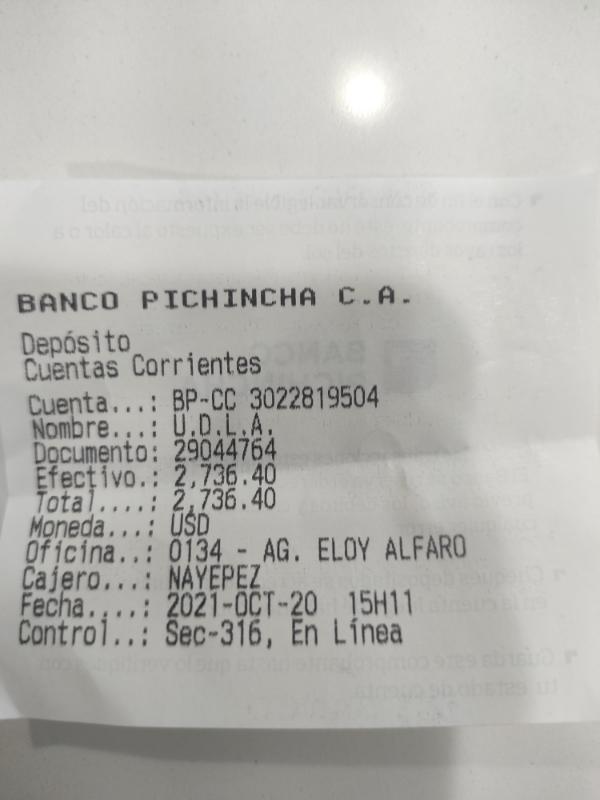 BANCO PICHINCHA C.A.
Depósito
Cuentas Corrientes
Cuenta...: BP-CC 3022819504
Nombre...: U.D.L.A.
Documento: 29044764
Efectivo.: 2,736.40
Total....: 2,736.40
Moneda...: USD
Oficina..: 0134 - AG. ELOY ALFARO
Cajero...: NAYEPEZ
Fecha....: 2021-OCT-20 15H11
Control..: Sec-316, En Línea